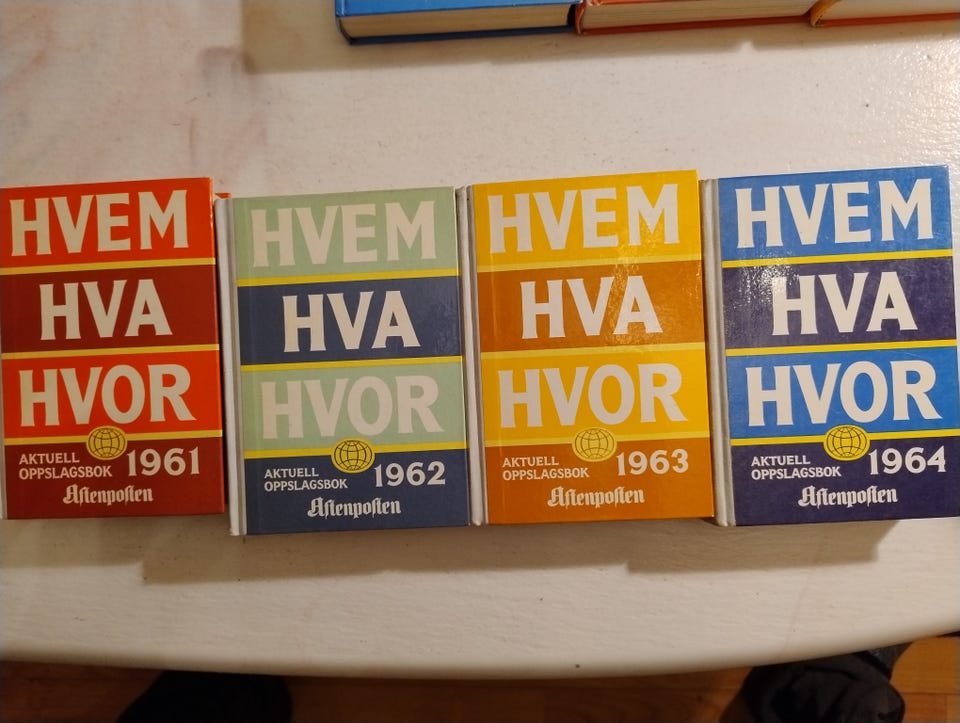 HVEM
HVA
HVOR
AKTUELL
OPPSLAGSBOK 1961
Aftenposten
HVEM
HVA
HVOR
AKTUELL
OPPSLAGSBOK 1962
Aftenposten
HVEM
HVA
HVOR
AKTUELL
OPPSLAGSBOK 1963
Aftenposten
HVEM
HVA
HVOR
AKTUELL
OPPSLAGSBOK 1964
Aftenposten